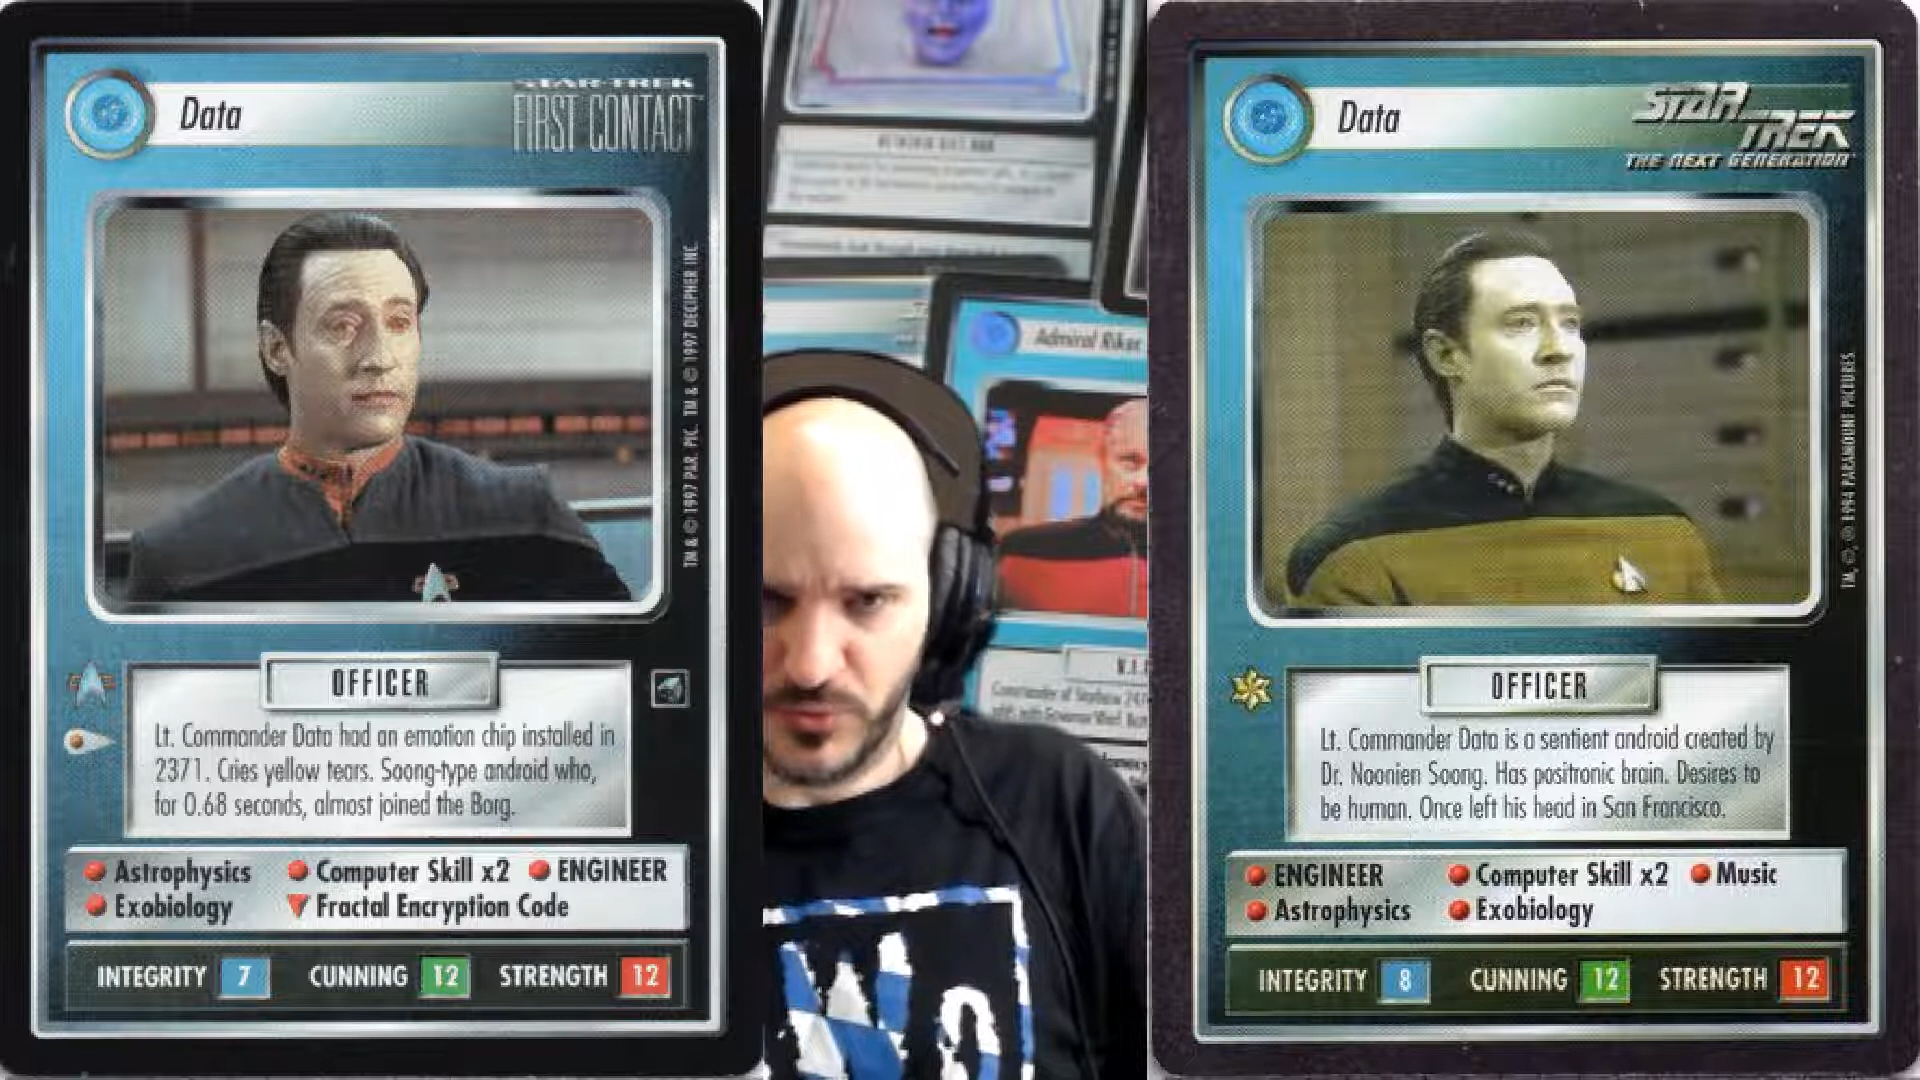 Data
STAR TREK
FIRST CONTACT
TM & © 1997 PAR. PIC. TM & © 1997 DECIPHER INC.
OFFICER
Lt. Commander Data had an emotion chip installed in
2371. Cries yellow tears. Soong-type android who,
for 0.68 seconds, almost joined the Borg.
Astrophysics Computer Skill x2 ENGINEER
Exobiology Fractal Encryption Code
INTEGRITY 7 CUNNING 12 STRENGTH 12
Admiral Riker
V.I.P
Commander of Starbase 247
Data
STAR TREK
THE NEXT GENERATION
TM, ©, ® 1994 PARAMOUNT PICTURES
OFFICER
Lt. Commander Data is a sentient android created by
Dr. Noonien Soong. Has positronic brain. Desires to
be human. Once left his head in San Francisco.
ENGINEER Computer Skill x2 Music
Astrophysics Exobiology
INTEGRITY 8 CUNNING 12 STRENGTH 12